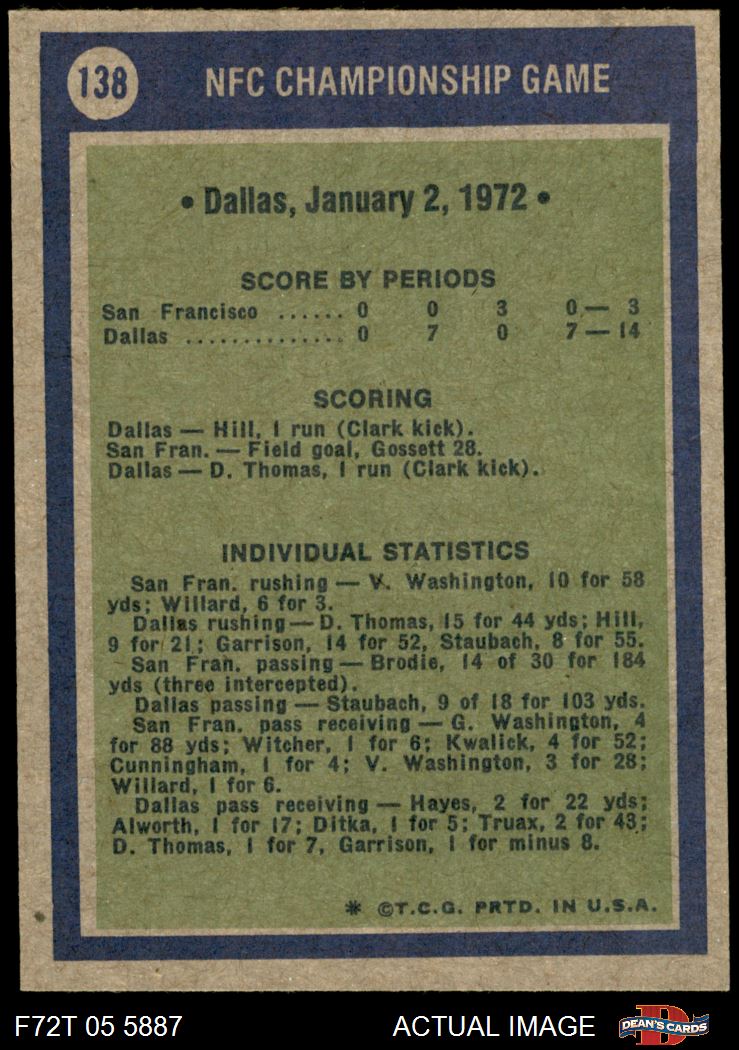 138
NFC CHAMPIONSHIP GAME
• Dallas, January 2, 1972 •
SCORE BY PERIODS
San Francisco ...... 0 0 3 0 — 3
Dallas .............. 0 7 0 7 — 14
SCORING
Dallas — Hill, 1 run (Clark kick).
San Fran. — Field goal, Gossett 28.
Dallas — D. Thomas, 1 run (Clark kick).
INDIVIDUAL STATISTICS
San Fran. rushing — V. Washington, 10 for 58
yds; Willard, 6 for 3.
Dallas rushing — D. Thomas, 15 for 44 yds; Hill,
9 for 21; Garrison, 14 for 52, Staubach, 8 for 55.
San Fran. passing — Brodie, 14 of 30 for 184
yds (three intercepted).
Dallas passing — Staubach, 9 of 18 for 103 yds.
San Fran. pass receiving — G. Washington, 4
for 88 yds; Witcher, 1 for 6; Kwalick, 4 for 52;
Cunningham, 1 for 4; V. Washington, 3 for 28;
Willard, 1 for 6.
Dallas pass receiving — Hayes, 2 for 22 yds;
Alworth, 1 for 17; Ditka, 1 for 5; Truax, 2 for 43;
D. Thomas, 1 for 7, Garrison, 1 for minus 8.
* ©T.C.G. PRTD. IN U.S.A.
F72T 05 5887
ACTUAL IMAGE
D
DEAN'S CARDS